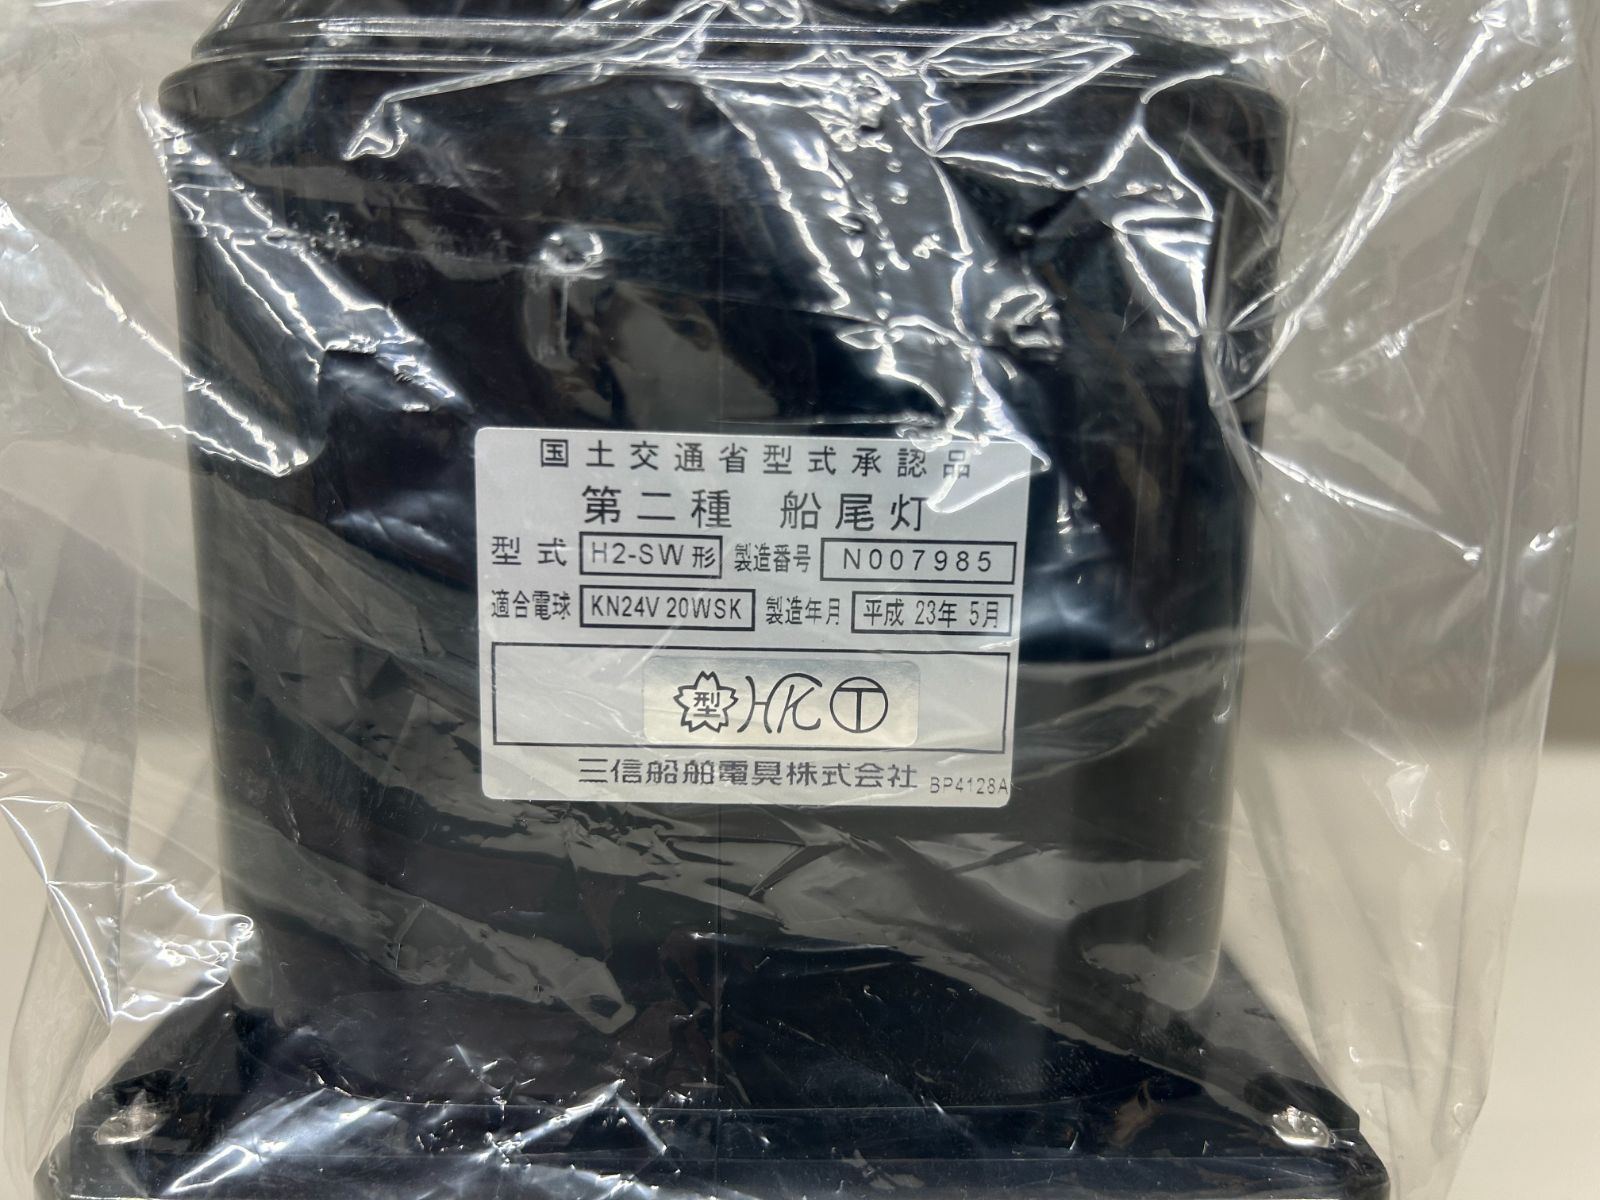 国土交通省型式承認品
第二種 船尾灯
型式 H2-SW形 製造番号 N007985
適合電球 KN24V 20WSK 製造年月 平成 23年 5月
型 HK T
三信船舶電具株式会社 BP4128A